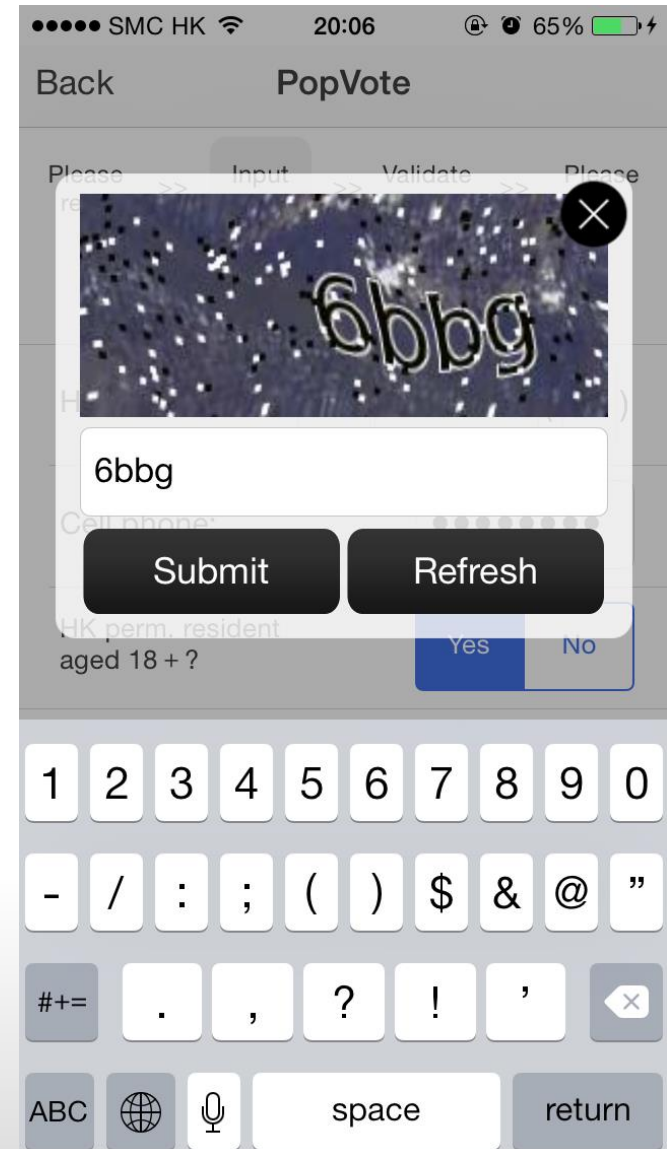 SMC HK 20:06 65%
Back PopVote
Please >> Input >> Validate >> Please
re
6bbg
H ( )
6bbg
Cell phone:
Submit Refresh
HK perm. resident
aged 18 + ?
Yes No
1 2 3 4 5 6 7 8 9 0
- / : ; ( ) $ & @ ”
#+= . , ? ! ’
ABC space return